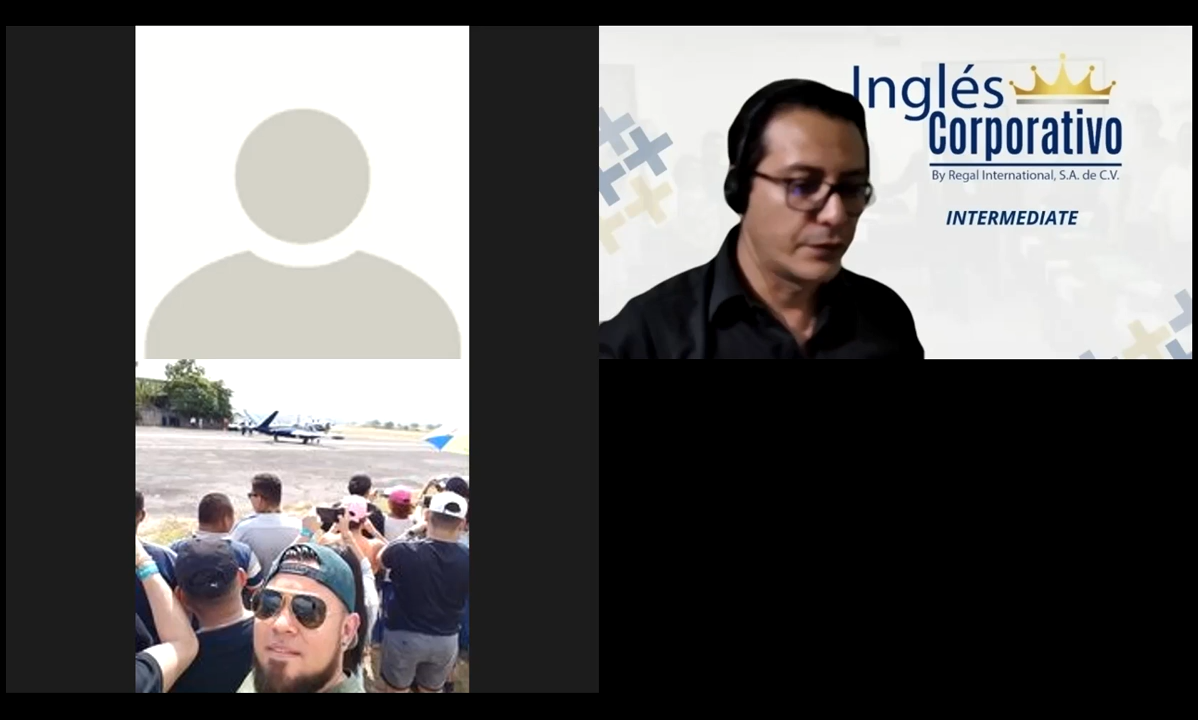 Inglés
Corporativo
By Regal International, S.A. de C.V.
INTERMEDIATE